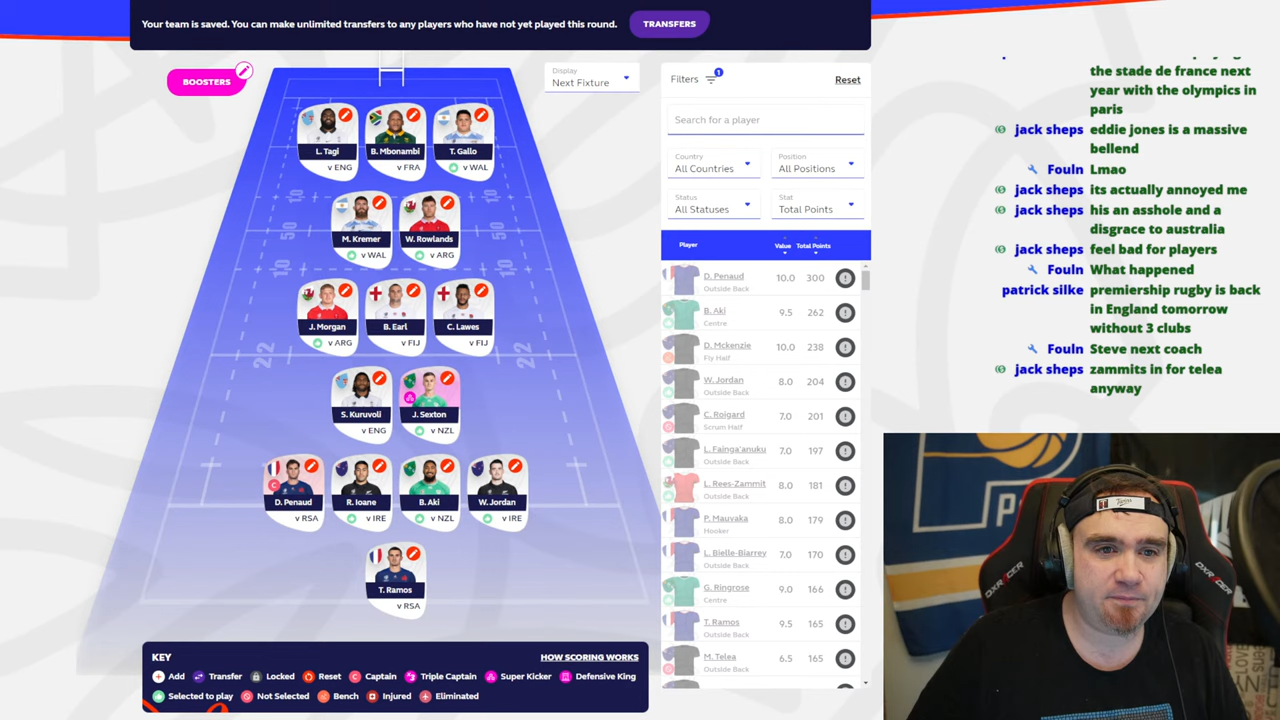 Your team is saved. You can make unlimited transfers to any players who have not yet played this round.
TRANSFERS
BOOSTERS
Display
Next Fixture
L. Tagi
v ENG
B. Mbonambi
v FRA
T. Gallo
v WAL
M. Kremer
v WAL
W. Rowlands
v ARG
J. Morgan
v ARG
B. Earl
v FIJ
C. Lawes
v FIJ
S. Kuruvoli
v ENG
J. Sexton
v NZL
D. Penaud
v RSA
R. Ioane
v IRE
B. Aki
v NZL
W. Jordan
v IRE
T. Ramos
v RSA
10
10
50
50
10
10
22
22
KEY
HOW SCORING WORKS
Add
Transfer
Locked
Reset
Captain
Triple Captain
Super Kicker
Defensive King
Selected to play
Not Selected
Bench
Injured
Eliminated
Filters
1
Reset
Search for a player
Country
All Countries
Position
All Positions
Status
All Statuses
Stat
Total Points
Player Value Total Points
D. Penaud 10.0 300
Outside Back
B. Aki 9.5 262
Centre
D. Mckenzie 10.0 238
Fly Half
W. Jordan 8.0 204
Outside Back
C. Roigard 7.0 201
Scrum Half
L. Fainga'anuku 7.0 197
Outside Back
L. Rees-Zammit 8.0 181
Outside Back
P. Mauvaka 8.0 179
Hooker
L. Bielle-Biarrey 7.0 170
Outside Back
G. Ringrose 9.0 166
Centre
T. Ramos 9.5 165
Outside Back
M. Telea 6.5 165
Outside Back
the stade de france next
year with the olympics in
paris
jack sheps eddie jones is a massive
bellend
Fouln Lmao
jack sheps its actually annoyed me
jack sheps his an asshole and a
disgrace to australia
jack sheps feel bad for players
Fouln What happened
patrick silke premiership rugby is back
in England tomorrow
without 3 clubs
Fouln Steve next coach
jack sheps zammits in for telea
anyway
DXRACER